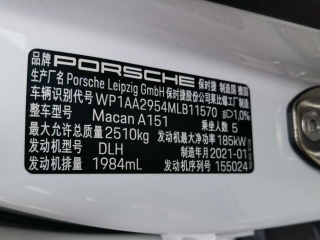 品牌 PORSCHE 保时捷 制造国 德国
生产厂名 Porsche Leipzig GmbH 保时捷股份公司莱比锡工厂制造
车辆识别代号 WP1AA2954MLB11570 1,0%
整车型号 Macan A151 乘坐人数 5
最大允许总质量 2510kg 发动机最大净功率 185kW
发动机型号 DLH 制造年月 2021-01
发动机排量 1984mL 发动机序列号 155024